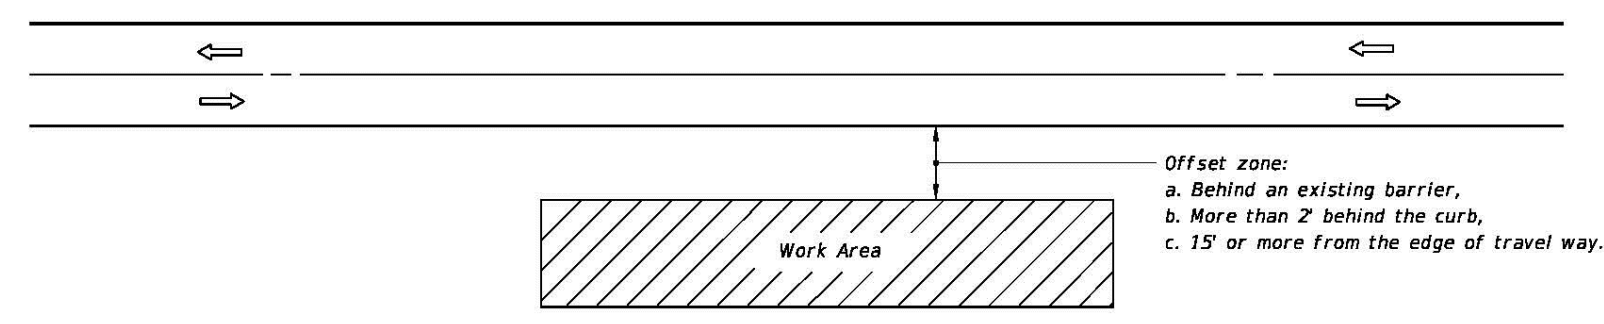 Offset zone:
a. Behind an existing barrier,
b. More than 2' behind the curb,
c. 15' or more from the edge of travel way.
Work Area